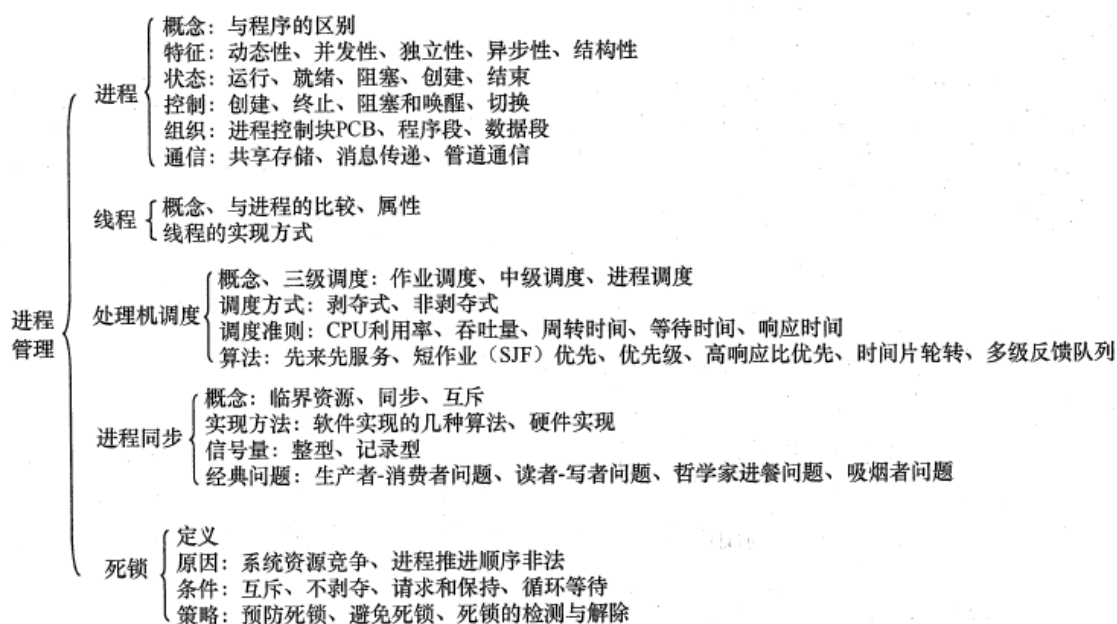 进程管理
进程
概念：与程序的区别
特征：动态性、并发性、独立性、异步性、结构性
状态：运行、就绪、阻塞、创建、结束
控制：创建、终止、阻塞和唤醒、切换
组织：进程控制块PCB、程序段、数据段
通信：共享存储、消息传递、管道通信
线程
概念、与进程的比较、属性
线程的实现方式
处理机调度
概念、三级调度：作业调度、中级调度、进程调度
调度方式：剥夺式、非剥夺式
调度准则：CPU利用率、吞吐量、周转时间、等待时间、响应时间
算法：先来先服务、短作业（SJF）优先、优先级、高响应比优先、时间片轮转、多级反馈队列
进程同步
概念：临界资源、同步、互斥
实现方法：软件实现的几种算法、硬件实现
信号量：整型、记录型
经典问题：生产者-消费者问题、读者-写者问题、哲学家进餐问题、吸烟者问题
死锁
定义
原因：系统资源竞争、进程推进顺序非法
条件：互斥、不剥夺、请求和保持、循环等待
策略：预防死锁、避免死锁、死锁的检测与解除